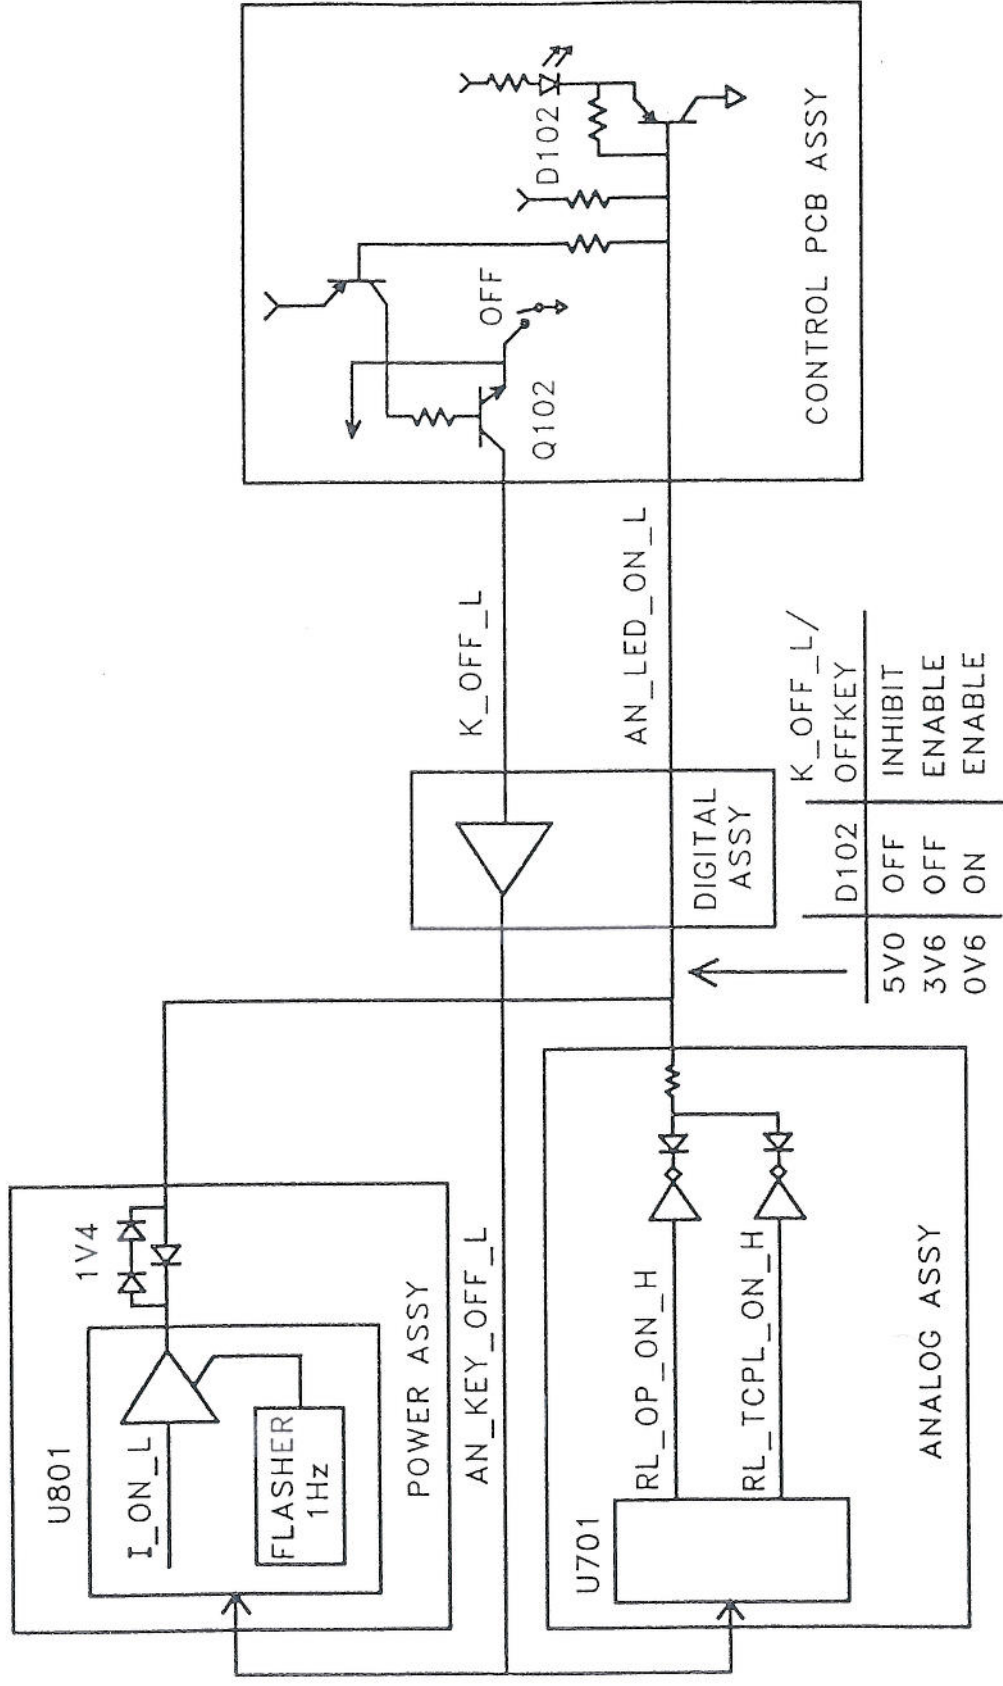 U801
I_ON_L
FLASHER
1Hz
1V4
POWER ASSY
AN_KEY_OFF_L
U701
RL_OP_ON_H
RL_TCPL_ON_H
ANALOG ASSY
DIGITAL
ASSY
K_OFF_L
AN_LED_ON_L
Q102
OFF
D102
CONTROL PCB ASSY
K_OFF_L/
D102 OFFKEY
5V0 OFF INHIBIT
3V6 OFF ENABLE
0V6 ON ENABLE